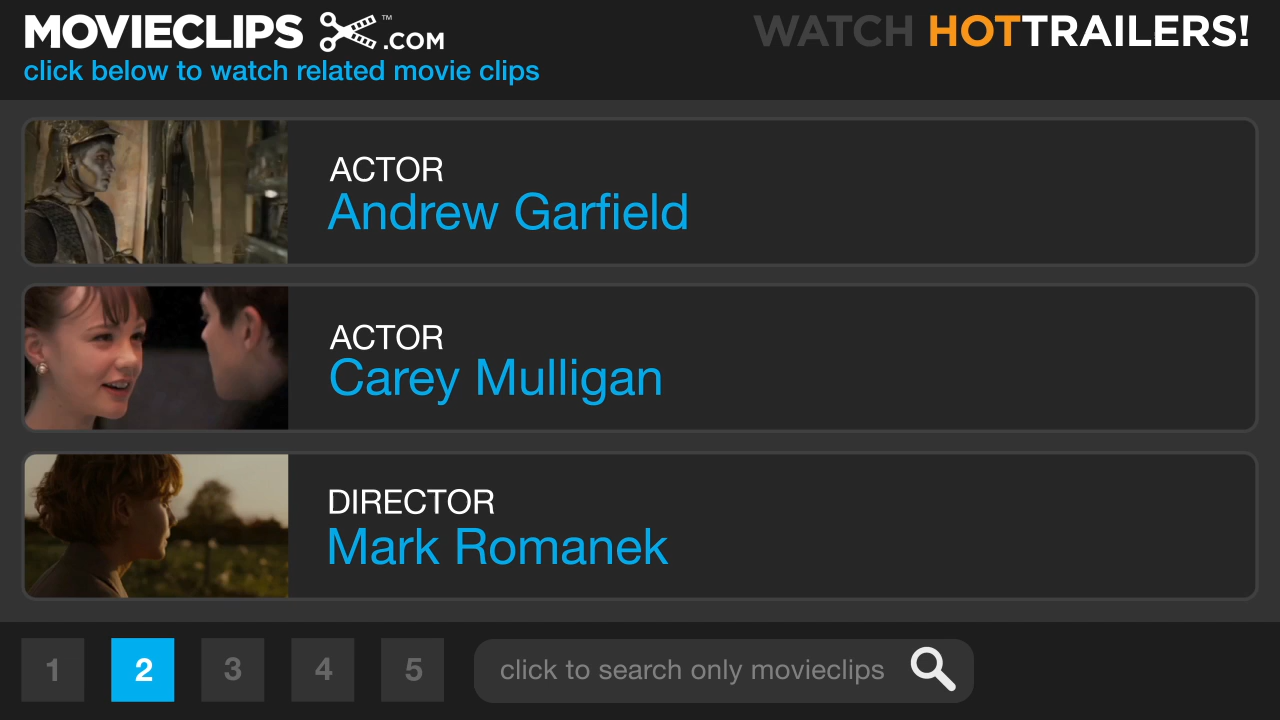 MOVIECLIPS ™ .COM
WATCH HOTTRAILERS!
click below to watch related movie clips
ACTOR
Andrew Garfield
ACTOR
Carey Mulligan
DIRECTOR
Mark Romanek
1 2 3 4 5 click to search only movieclips